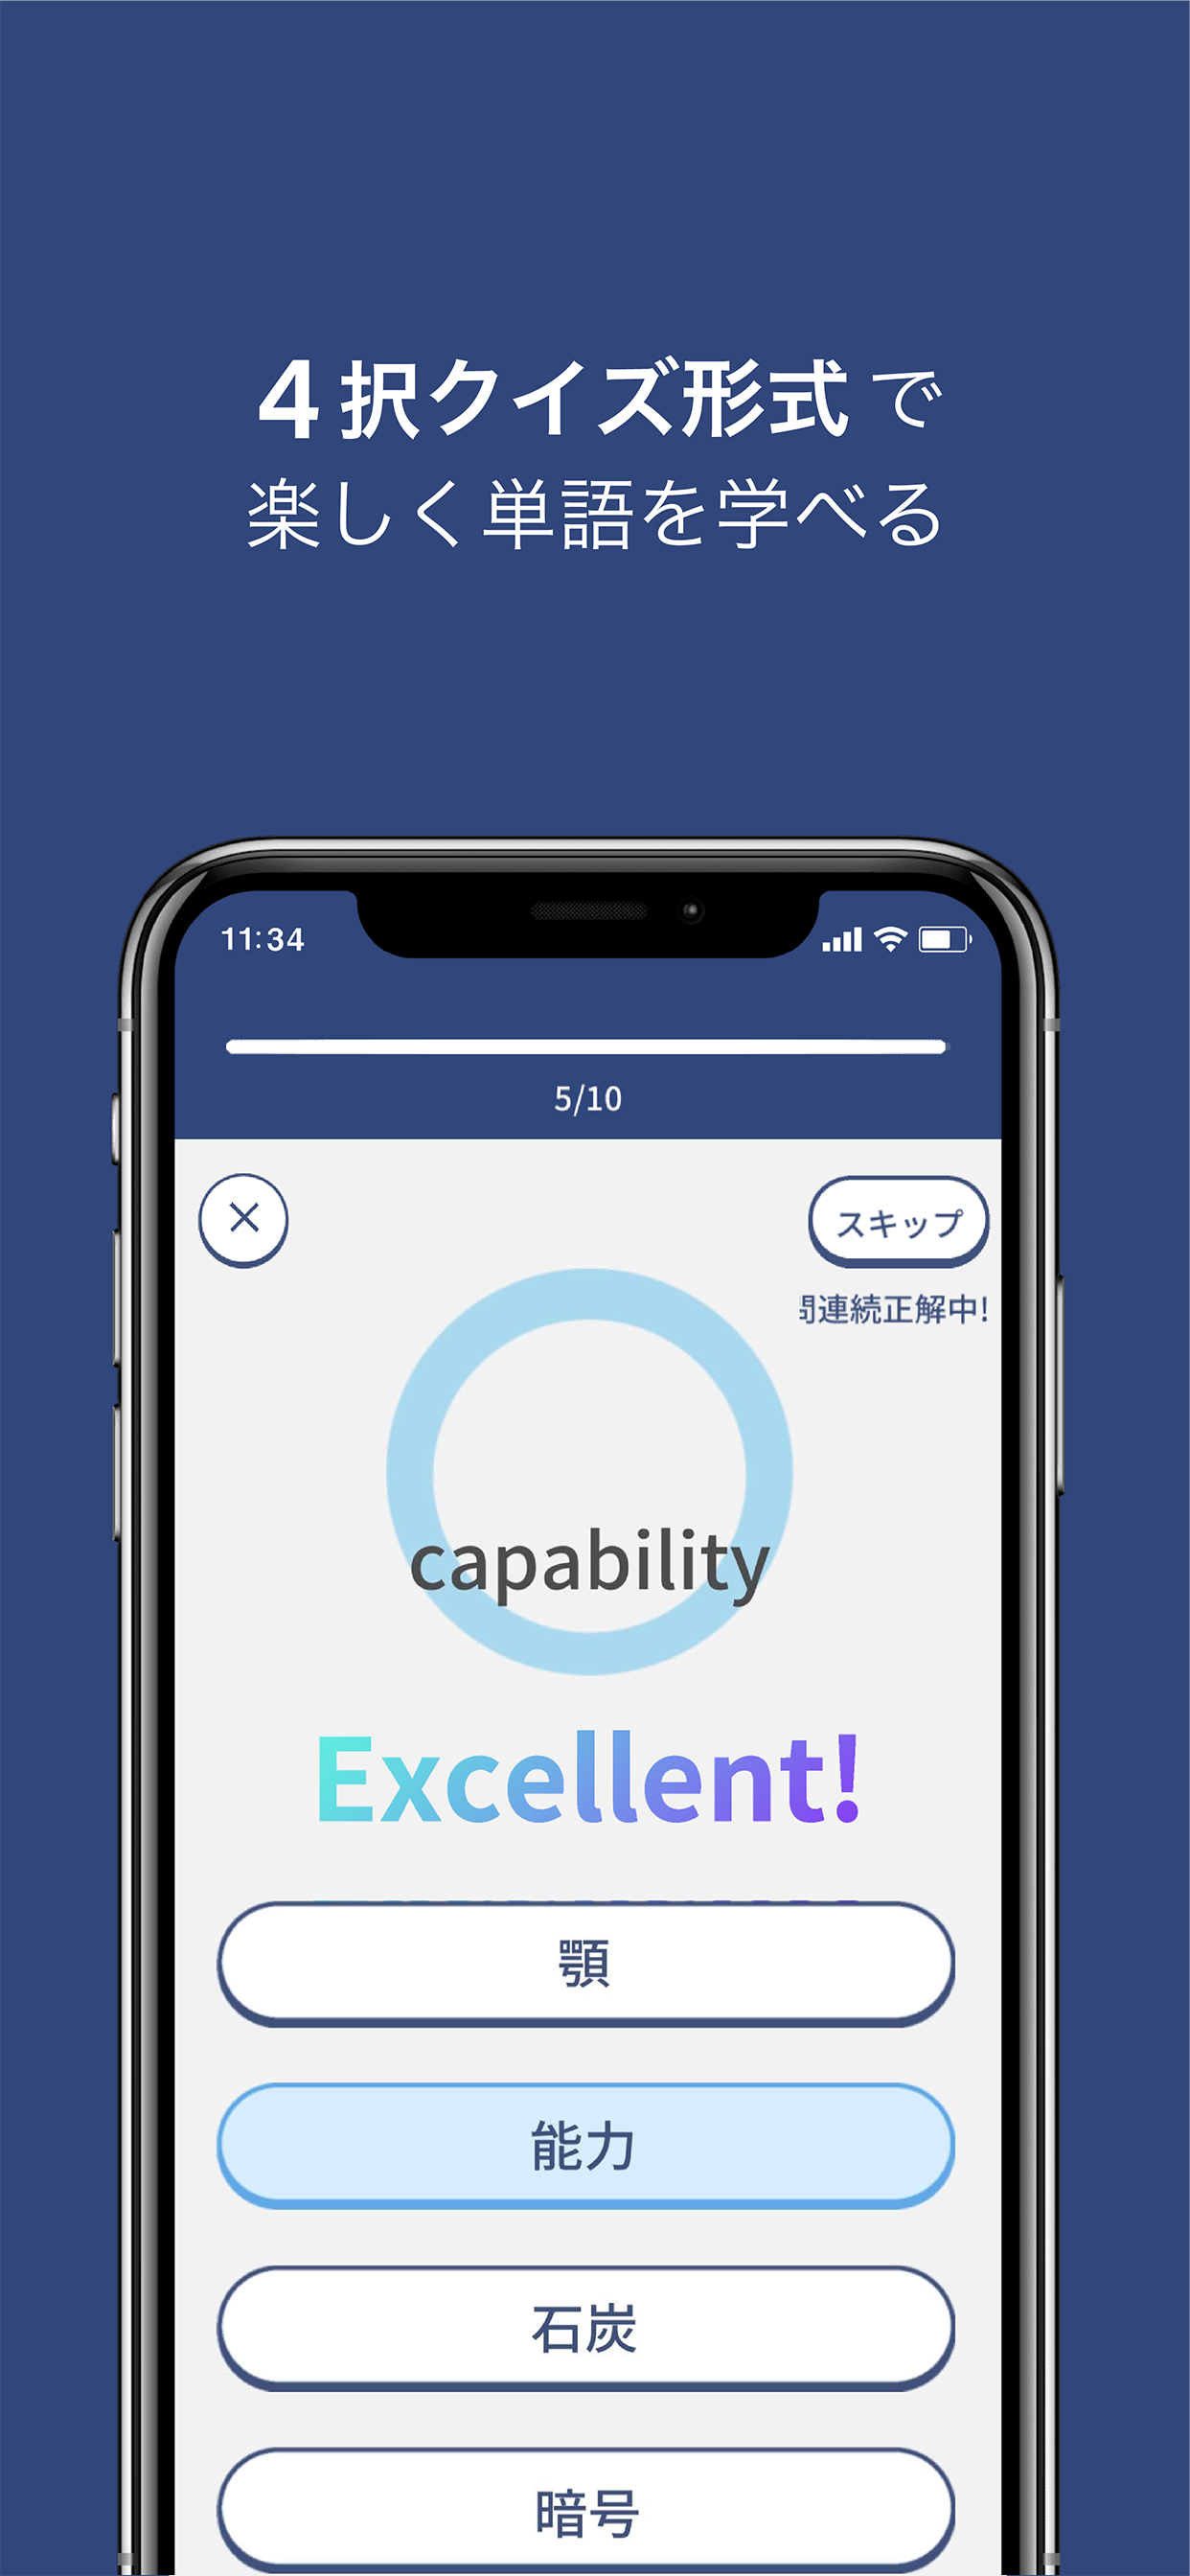 4択クイズ形式で
楽しく単語を学べる
11:34
5/10
×
スキップ
連続正解中!
capability
Excellent!
顎
能力
石炭
暗号